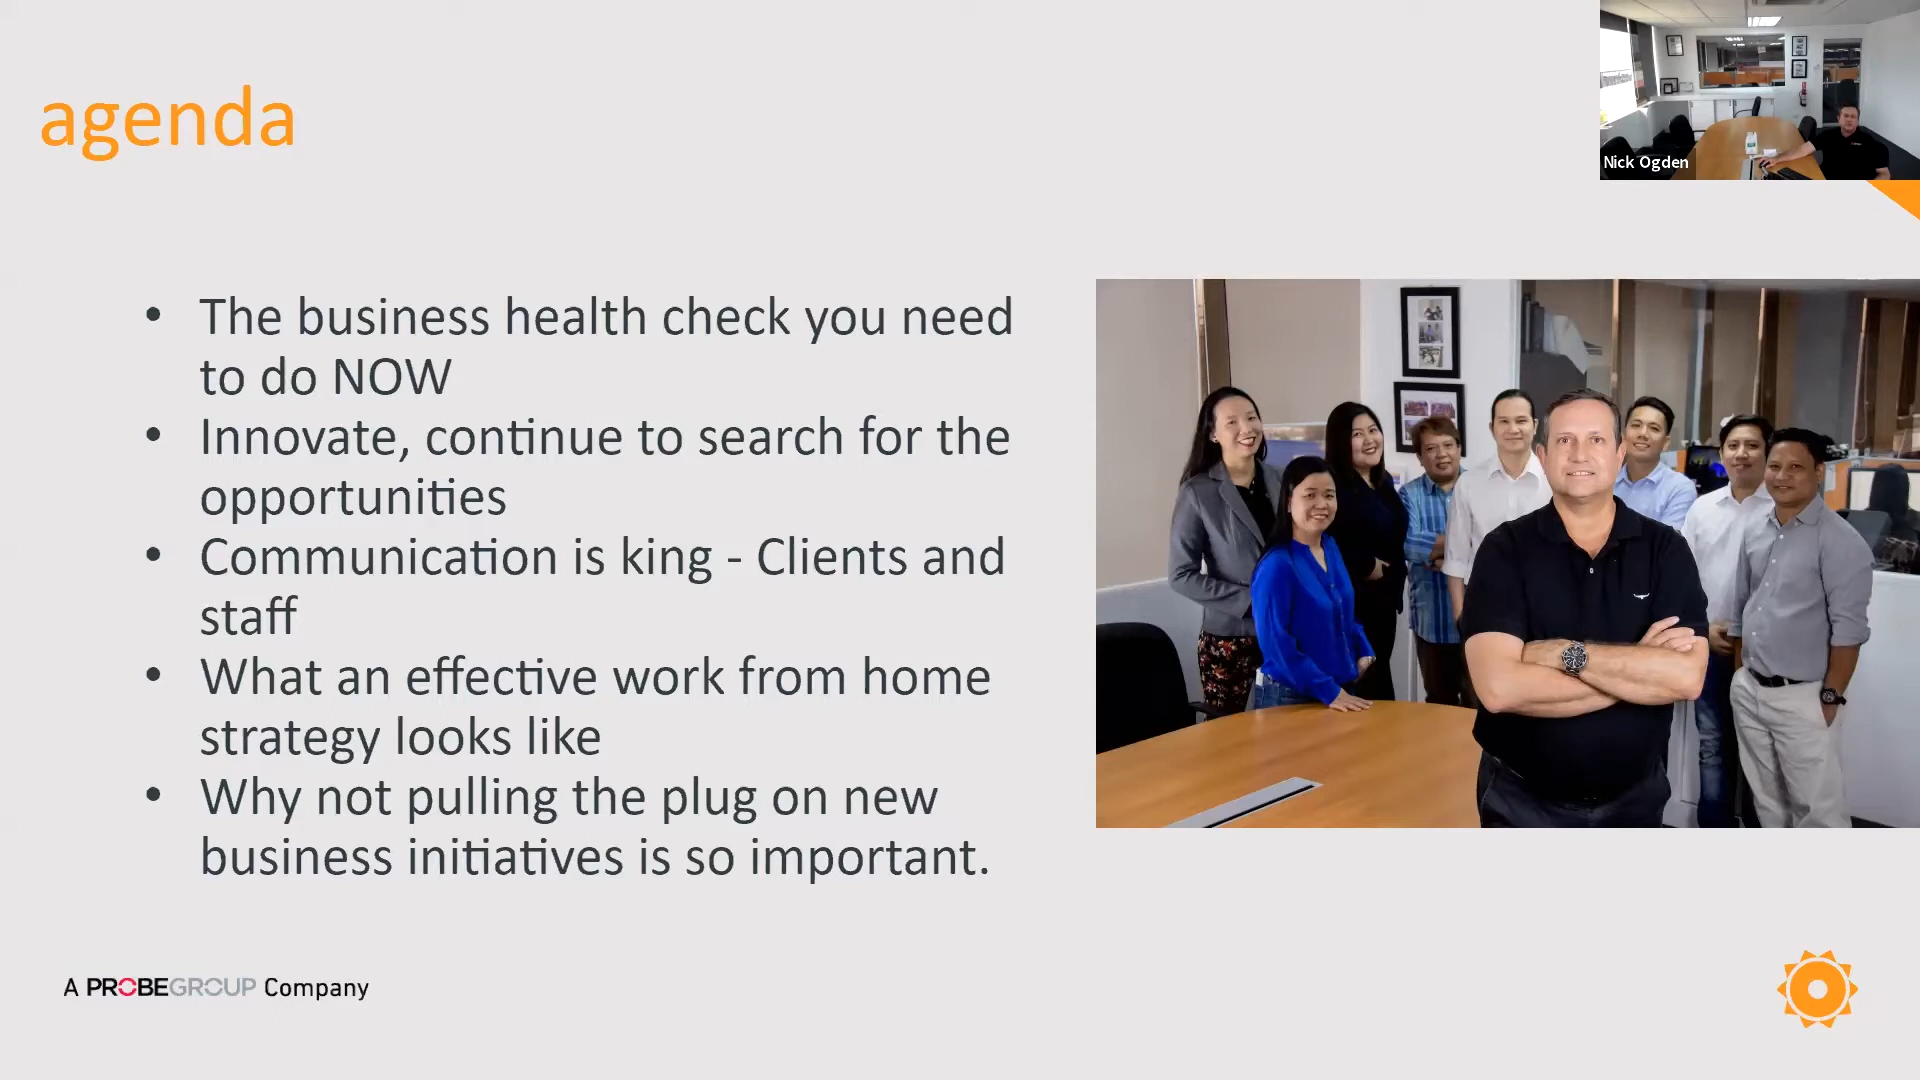 agenda
Nick Ogden
• The business health check you need
to do NOW
• Innovate, continue to search for the
opportunities
• Communication is king - Clients and
staff
• What an effective work from home
strategy looks like
• Why not pulling the plug on new
business initiatives is so important.
A PROBEGROUP Company